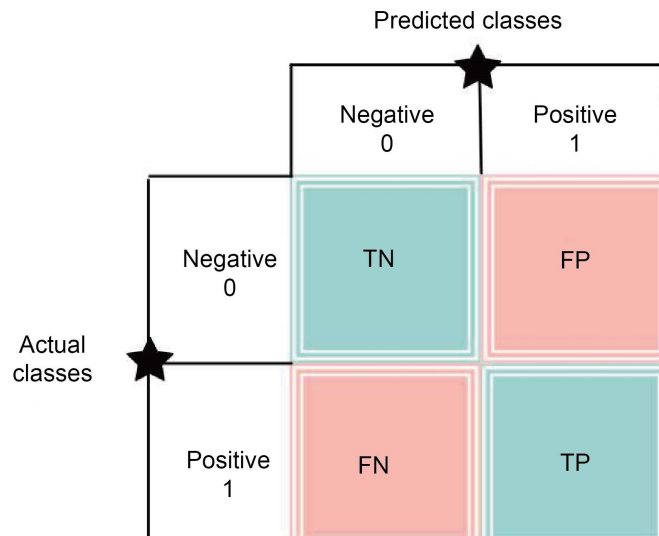 Predicted classes
Negative
0
Positive
1
Negative
0
TN
FP
Actual
classes
Positive
1
FN
TP